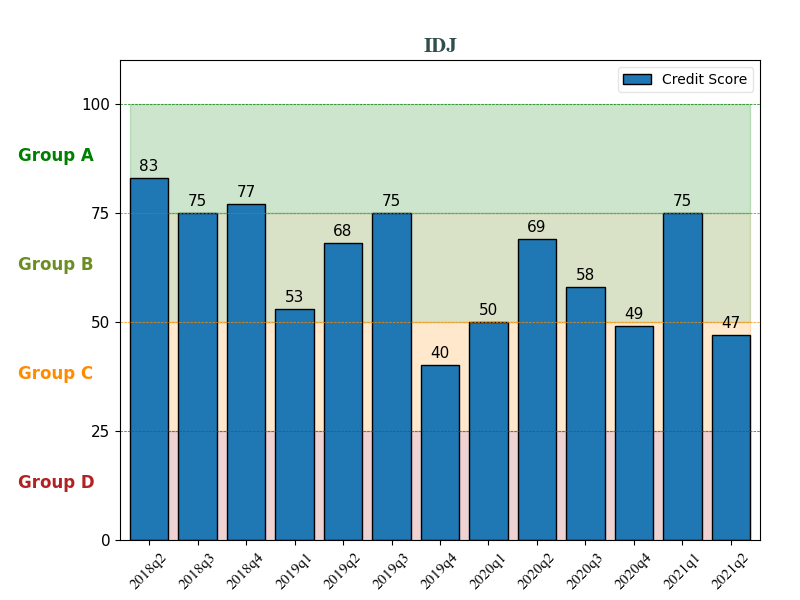 IDJ
Credit Score
100
75
50
25
0
Group A
Group B
Group C
Group D
83
75
77
53
68
75
40
50
69
58
49
75
47
2018q2
2018q3
2018q4
2019q1
2019q2
2019q3
2019q4
2020q1
2020q2
2020q3
2020q4
2021q1
2021q2